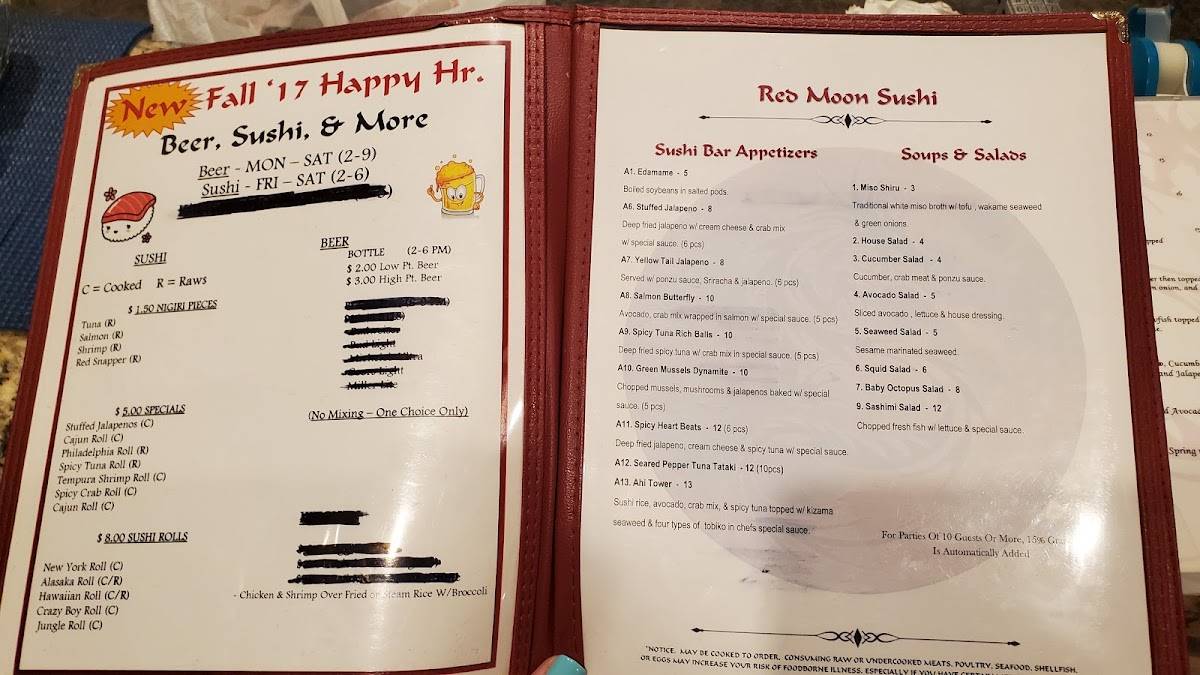 New Fall '17 Happy Hr.
Beer, Sushi, & More
Beer - MON – SAT (2-9)
Sushi - FRI – SAT (2-6)
SUSHI
C = Cooked R = Raws
$ 1.50 NIGIRI PIECES
Tuna (R)
Salmon (R)
Shrimp (R)
Red Snapper (R)
$ 5.00 SPECIALS
Stuffed Jalapenos (C)
Cajun Roll (C)
Philadelphia Roll (R)
Spicy Tuna Roll (R)
Tempura Shrimp Roll (C)
Spicy Crab Roll (C)
Cajun Roll (C)
$ 8.00 SUSHI ROLLS
New York Roll (C)
Alasaka Roll (C/R)
Hawaiian Roll (C/R)
Crazy Boy Roll (C)
Jungle Roll (C)
BEER
BOTTLE (2-6 PM)
$ 2.00 Low Pt. Beer
$ 3.00 High Pt. Beer
Bud Light
Coors Light
Miller Lite
(No Mixing – One Choice Only)
- Chicken & Shrimp Over Fried or Steam Rice W/Broccoli
Red Moon Sushi
Sushi Bar Appetizers
A1. Edamame - 5
Boiled soybeans in salted pods.
A6. Stuffed Jalapeno - 8
Deep fried jalapeno w/ cream cheese & crab mix
w/ special sauce. (6 pcs)
A7. Yellow Tail Jalapeno - 8
Served w/ ponzu sauce, Sriracha & jalapeno. (6 pcs)
A8. Salmon Butterfly - 10
Avocado, crab mix wrapped in salmon w/ special sauce. (5 pcs)
A9. Spicy Tuna Rich Balls - 10
Deep fried spicy tuna w/ crab mix in special sauce. (5 pcs)
A10. Green Mussels Dynamite - 10
Chopped mussels, mushrooms & jalapenos baked w/ special
sauce. (5 pcs)
A11. Spicy Heart Beats - 12 (6 pcs)
Deep fried jalapeno, cream cheese & spicy tuna w/ special sauce.
A12. Seared Pepper Tuna Tataki - 12 (10pcs)
A13. Ahi Tower - 13
Sushi rice, avocado, crab mix, & spicy tuna topped w/ kizama
seaweed & four types of tobiko in chefs special sauce.
Soups & Salads
1. Miso Shiru - 3
Traditional white miso broth w/ tofu , wakame seaweed
& green onions.
2. House Salad - 4
3. Cucumber Salad - 4
Cucumber, crab meat & ponzu sauce.
4. Avocado Salad - 5
Sliced avocado , lettuce & house dressing.
5. Seaweed Salad - 5
Sesame marinated seaweed.
6. Squid Salad - 6
7. Baby Octopus Salad - 8
9. Sashimi Salad - 12
Chopped fresh fish w/ lettuce & special sauce.
For Parties Of 10 Guests Or More, 15%
Is Automatically Added
*NOTICE. MAY BE COOKED TO ORDER. CONSUMING RAW OR UNDERCOOKED MEATS, POULTRY, SEAFOOD, SHELLFISH,
OR EGGS MAY INCREASE YOUR RISK OF FOODBORNE ILLNESS, ESPECIALLY IF YOU HAVE
then topped
onion, and
topped
Avocad
Spring